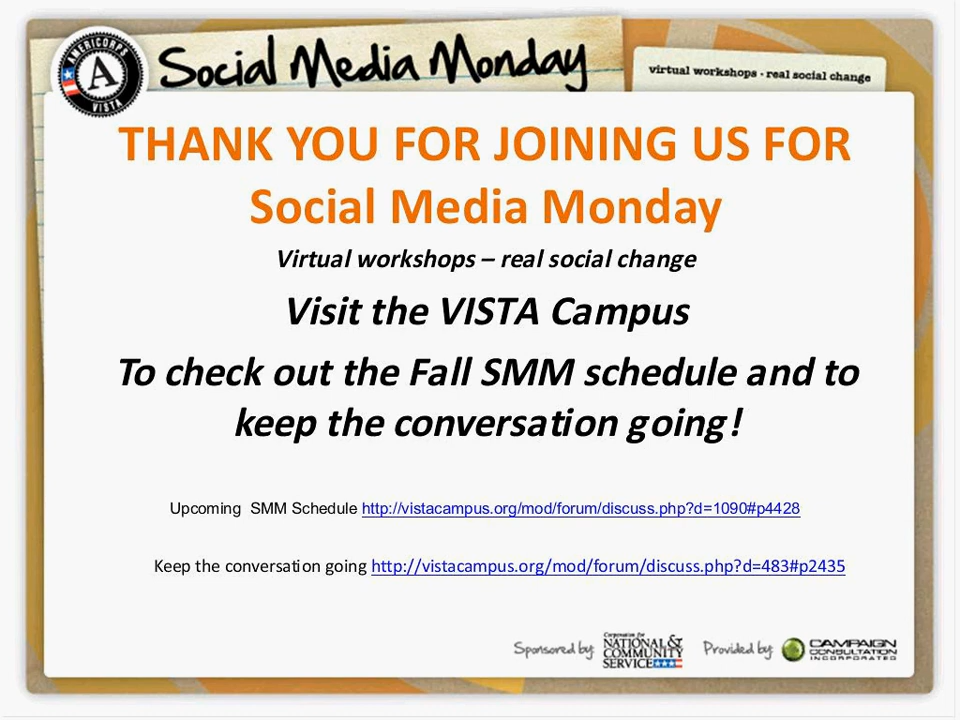 AMERICORPS
A
VISTA
Social Media Monday
virtual workshops · real social change
THANK YOU FOR JOINING US FOR
Social Media Monday
Virtual workshops – real social change
Visit the VISTA Campus
To check out the Fall SMM schedule and to
keep the conversation going!
Upcoming  SMM Schedule http://vistacampus.org/mod/forum/discuss.php?d=1090#p4428
Keep the conversation going http://vistacampus.org/mod/forum/discuss.php?d=483#p2435
Sponsored by:
Corporation for
NATIONAL &
COMMUNITY
SERVICE
Provided by:
CAMPAIGN
CONSULTATION
INCORPORATED